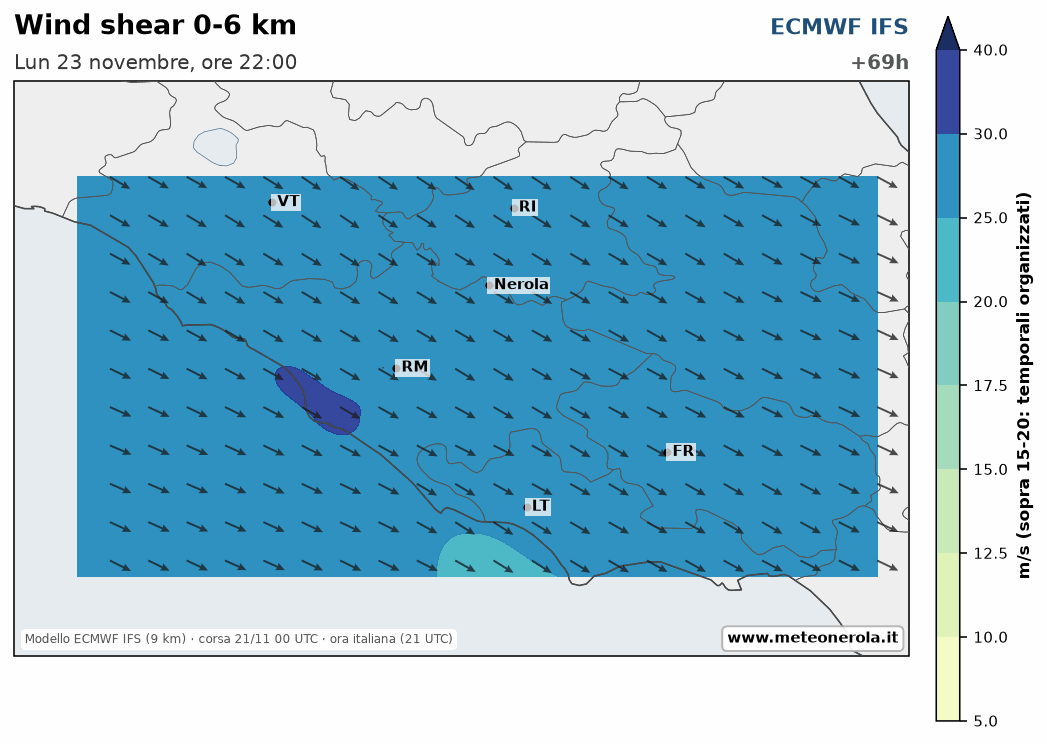 Wind shear 0-6 km
ECMWF IFS
Lun 23 novembre, ore 22:00
+69h
40.0
30.0
25.0
20.0
17.5
15.0
12.5
10.0
5.0
m/s (sopra 15-20: temporali organizzati)
VT
RI
Nerola
RM
FR
LT
Modello ECMWF IFS (9 km) · corsa 21/11 00 UTC · ora italiana (21 UTC)
www.meteonerola.it